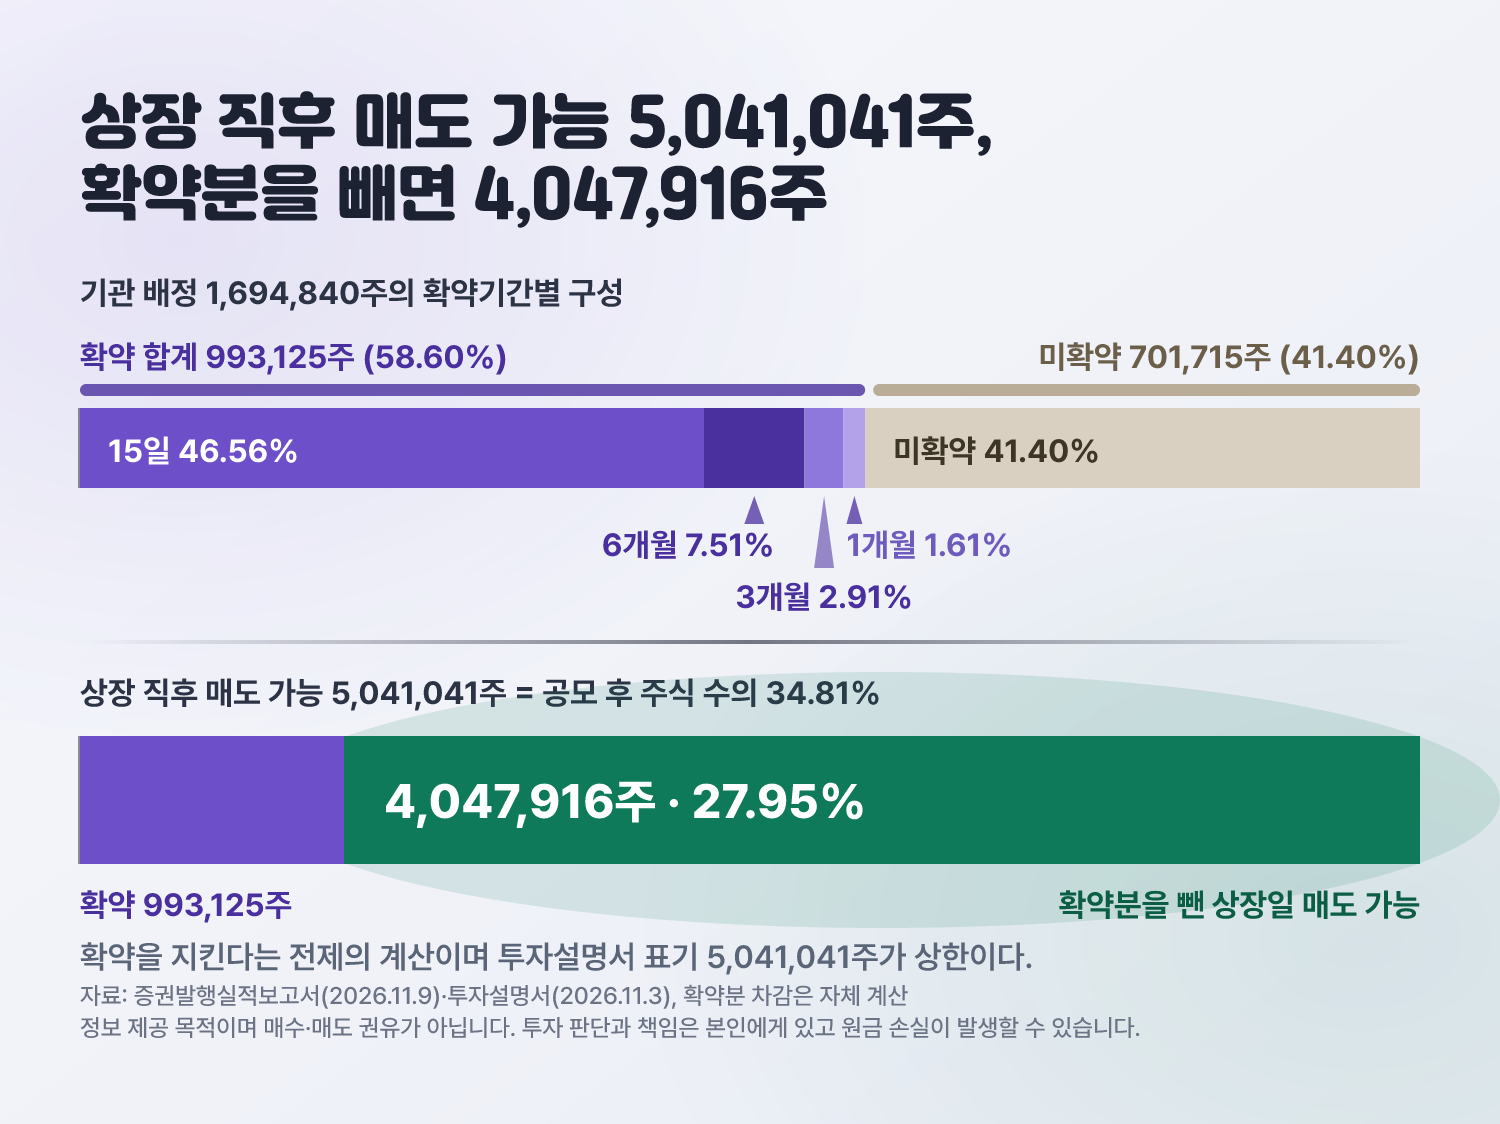 상장 직후 매도 가능 5,041,041주,
확약분을 빼면 4,047,916주
기관 배정 1,694,840주의 확약기간별 구성
확약 합계 993,125주 (58.60%)
미확약 701,715주 (41.40%)
15일 46.56%
미확약 41.40%
6개월 7.51%
1개월 1.61%
3개월 2.91%
상장 직후 매도 가능 5,041,041주 = 공모 후 주식 수의 34.81%
4,047,916주 · 27.95%
확약 993,125주
확약분을 뺀 상장일 매도 가능
확약을 지킨다는 전제의 계산이며 투자설명서 표기 5,041,041주가 상한이다.
자료: 증권발행실적보고서(2026.11.9)·투자설명서(2026.11.3), 확약분 차감은 자체 계산
정보 제공 목적이며 매수·매도 권유가 아닙니다. 투자 판단과 책임은 본인에게 있고 원금 손실이 발생할 수 있습니다.